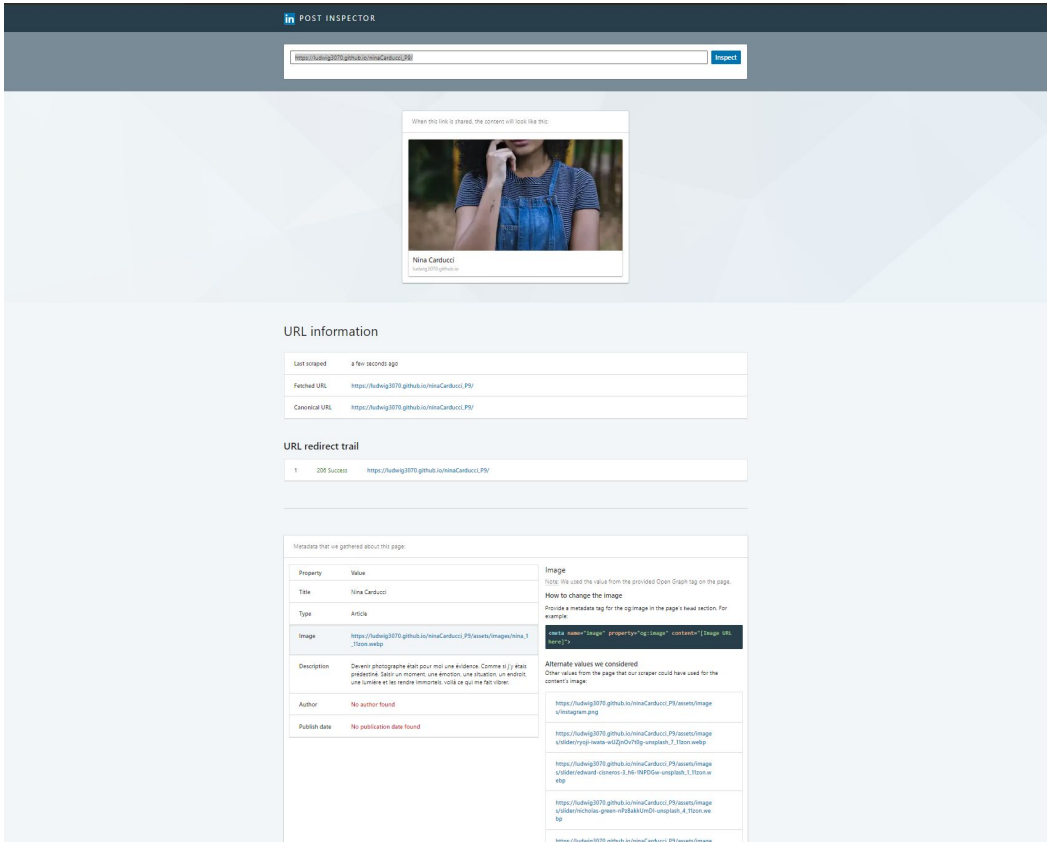 in POST INSPECTOR
https://ludwig3070.github.io/ninaCarducci_P9/
Inspect
When this link is shared, the content will look like this:
Nina Carducci
ludwig3070.github.io
URL information
Last scraped a few seconds ago
Fetched URL https://ludwig3070.github.io/ninaCarducci_P9/
Canonical URL https://ludwig3070.github.io/ninaCarducci_P9/
URL redirect trail
1 206 Success https://ludwig3070.github.io/ninaCarducci_P9/
Metadata that we gathered about this page:
Property Value
Title Nina Carducci
Type Article
Image https://ludwig3070.github.io/ninaCarducci_P9/assets/images/nina_1
_11zon.webp
Description Devenir photographe était pour moi une évidence. Comme si j'y étais
prédestiné. Saisir un moment, une émotion, une situation, un endroit,
une lumière et les rendre immortels, voilà ce qui me fait vibrer.
Author No author found
Publish date No publication date found
Image
Note: We used the value from the provided Open Graph tag on the page.
How to change the image
Provide a metadata tag for the og:image in the page's head section. For
example:
<meta name="image" property="og:image" content="[Image URL
here]">
Alternate values we considered
Other values from the page that our scraper could have used for the
content's image:
https://ludwig3070.github.io/ninaCarducci_P9/assets/image
s/instagram.png
https://ludwig3070.github.io/ninaCarducci_P9/assets/image
s/slider/ryoji-iwata-wUZjnOv7t0g-unsplash_7_11zon.webp
https://ludwig3070.github.io/ninaCarducci_P9/assets/image
s/slider/edward-cisneros-3_h6-1NPDGw-unsplash_1_11zon.w
ebp
https://ludwig3070.github.io/ninaCarducci_P9/assets/image
s/slider/nicholas-green-nPz8akkUmDI-unsplash_4_11zon.we
bp
https://ludwig3070.github.io/ninaCarducci_P9/assets/image